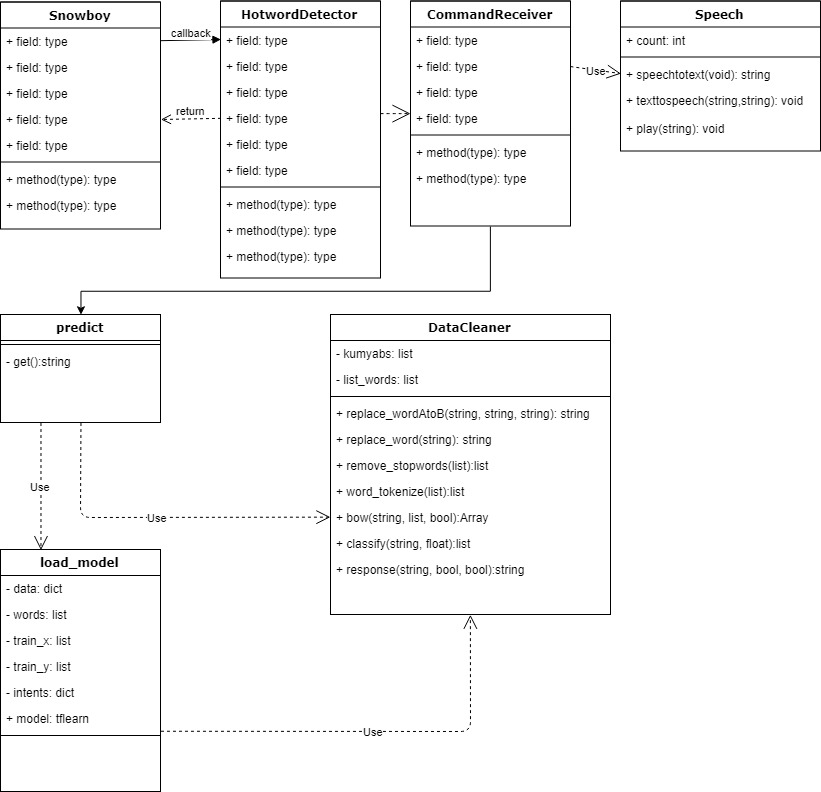 Snowboy
+ field: type
+ field: type
+ field: type
+ field: type
+ field: type
+ method(type): type
+ method(type): type
callback
return
HotwordDetector
+ field: type
+ field: type
+ field: type
+ field: type
+ field: type
+ field: type
+ method(type): type
+ method(type): type
+ method(type): type
CommandReceiver
+ field: type
+ field: type
+ field: type
+ field: type
+ method(type): type
+ method(type): type
Use
Speech
+ count: int
+ speechtotext(void): string
+ texttospeech(string,string): void
+ play(string): void
predict
- get():string
Use
Use
DataCleaner
- kumyabs: list
- list_words: list
+ replace_wordAtoB(string, string, string): string
+ replace_word(string): string
+ remove_stopwords(list):list
+ word_tokenize(list):list
+ bow(string, list, bool):Array
+ classify(string, float):list
+ response(string, bool, bool):string
load_model
- data: dict
- words: list
- train_x: list
- train_y: list
- intents: dict
+ model: tflearn
Use